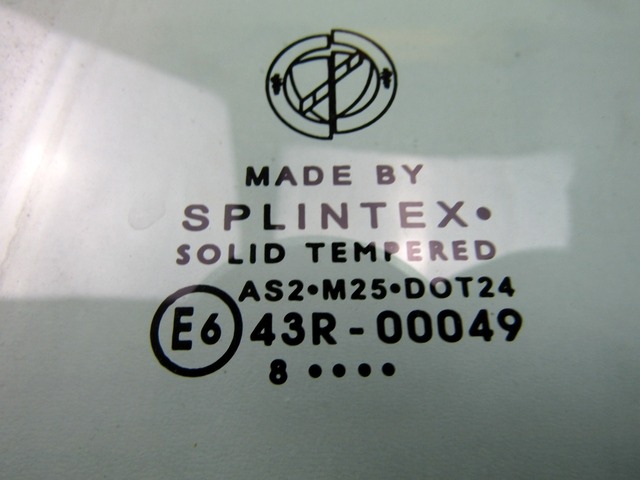 MADE BY
SPLINTEX•
SOLID TEMPERED
AS2•M25•DOT24
E6 43R-00049
8 ••••